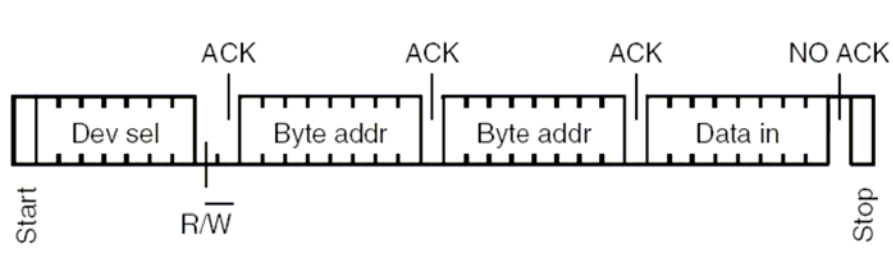 ACK ACK ACK NO ACK
Dev sel Byte addr Byte addr Data in
Start R/W̅ Stop